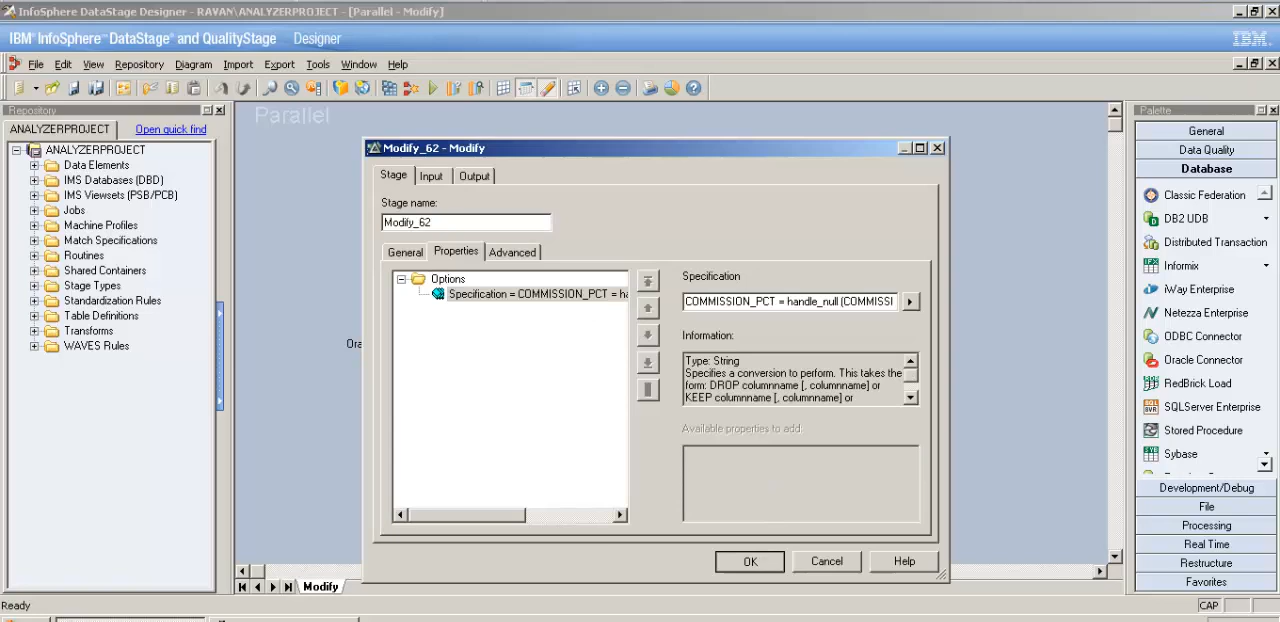 InfoSphere DataStage Designer - RAVAN\ANALYZERPROJECT - [Parallel - Modify]
IBM® InfoSphere™ DataStage® and QualityStage Designer
IBM.
File Edit View Repository Diagram Import Export Tools Window Help
Repository
ANALYZERPROJECT Open quick find
ANALYZERPROJECT
Data Elements
IMS Databases (DBD)
IMS Viewsets (PSB/PCB)
Jobs
Machine Profiles
Match Specifications
Routines
Shared Containers
Stage Types
Standardization Rules
Table Definitions
Transforms
WAVES Rules
Parallel
Ora
Modify_62 - Modify
Stage Input Output
Stage name:
Modify_62
General Properties Advanced
Options
Specification = COMMISSION_PCT = ha
Specification
COMMISSION_PCT = handle_null (COMMISSI
Information:
Type: String
Specifies a conversion to perform. This takes the
form: DROP columnname [, columnname] or
KEEP columnname [, columnname] or
Available properties to add:
OK Cancel Help
Modify
Palette
General
Data Quality
Database
Classic Federation
DB2 UDB
Distributed Transaction
Informix
iWay Enterprise
Netezza Enterprise
ODBC Connector
Oracle Connector
RedBrick Load
SQLServer Enterprise
Stored Procedure
Sybase
Development/Debug
File
Processing
Real Time
Restructure
Favorites
Ready
CAP